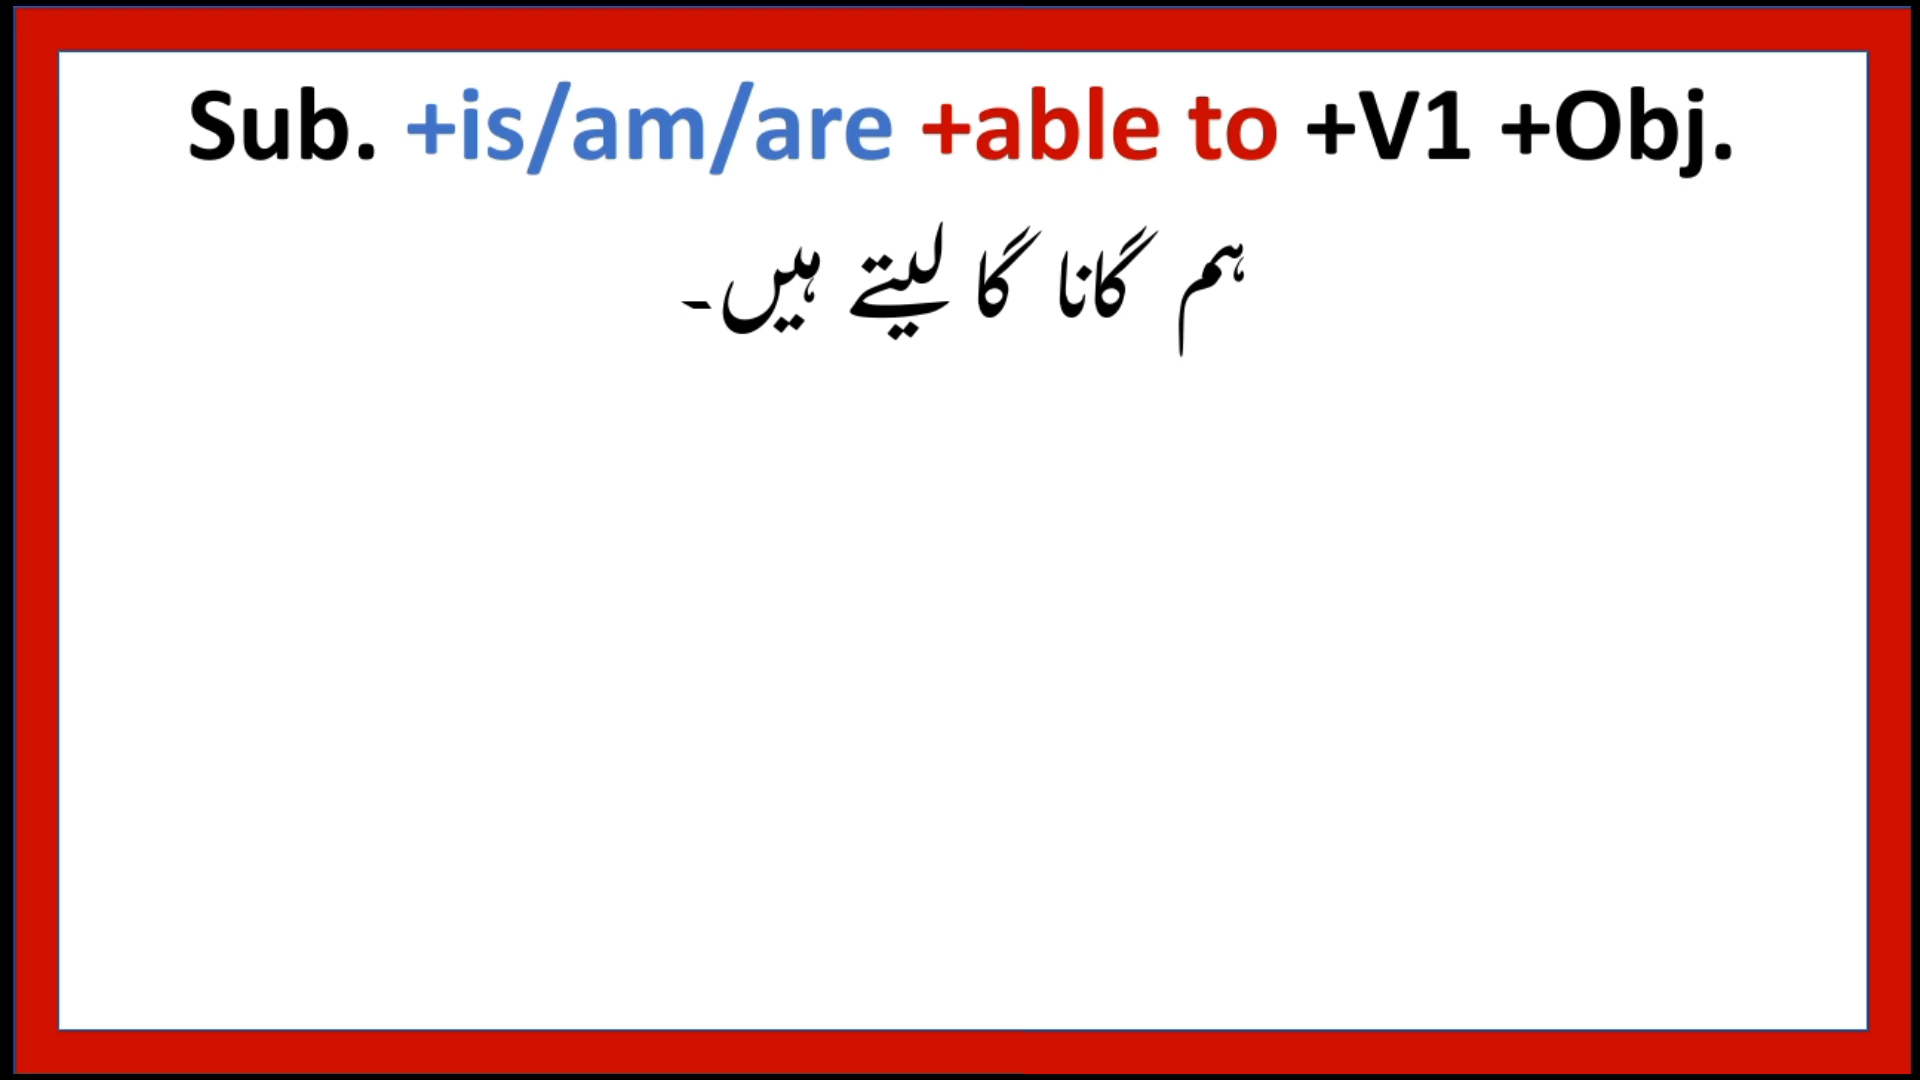 Sub. +is/am/are +able to +V1 +Obj.
ہم گانا گا لیتے ہیں۔